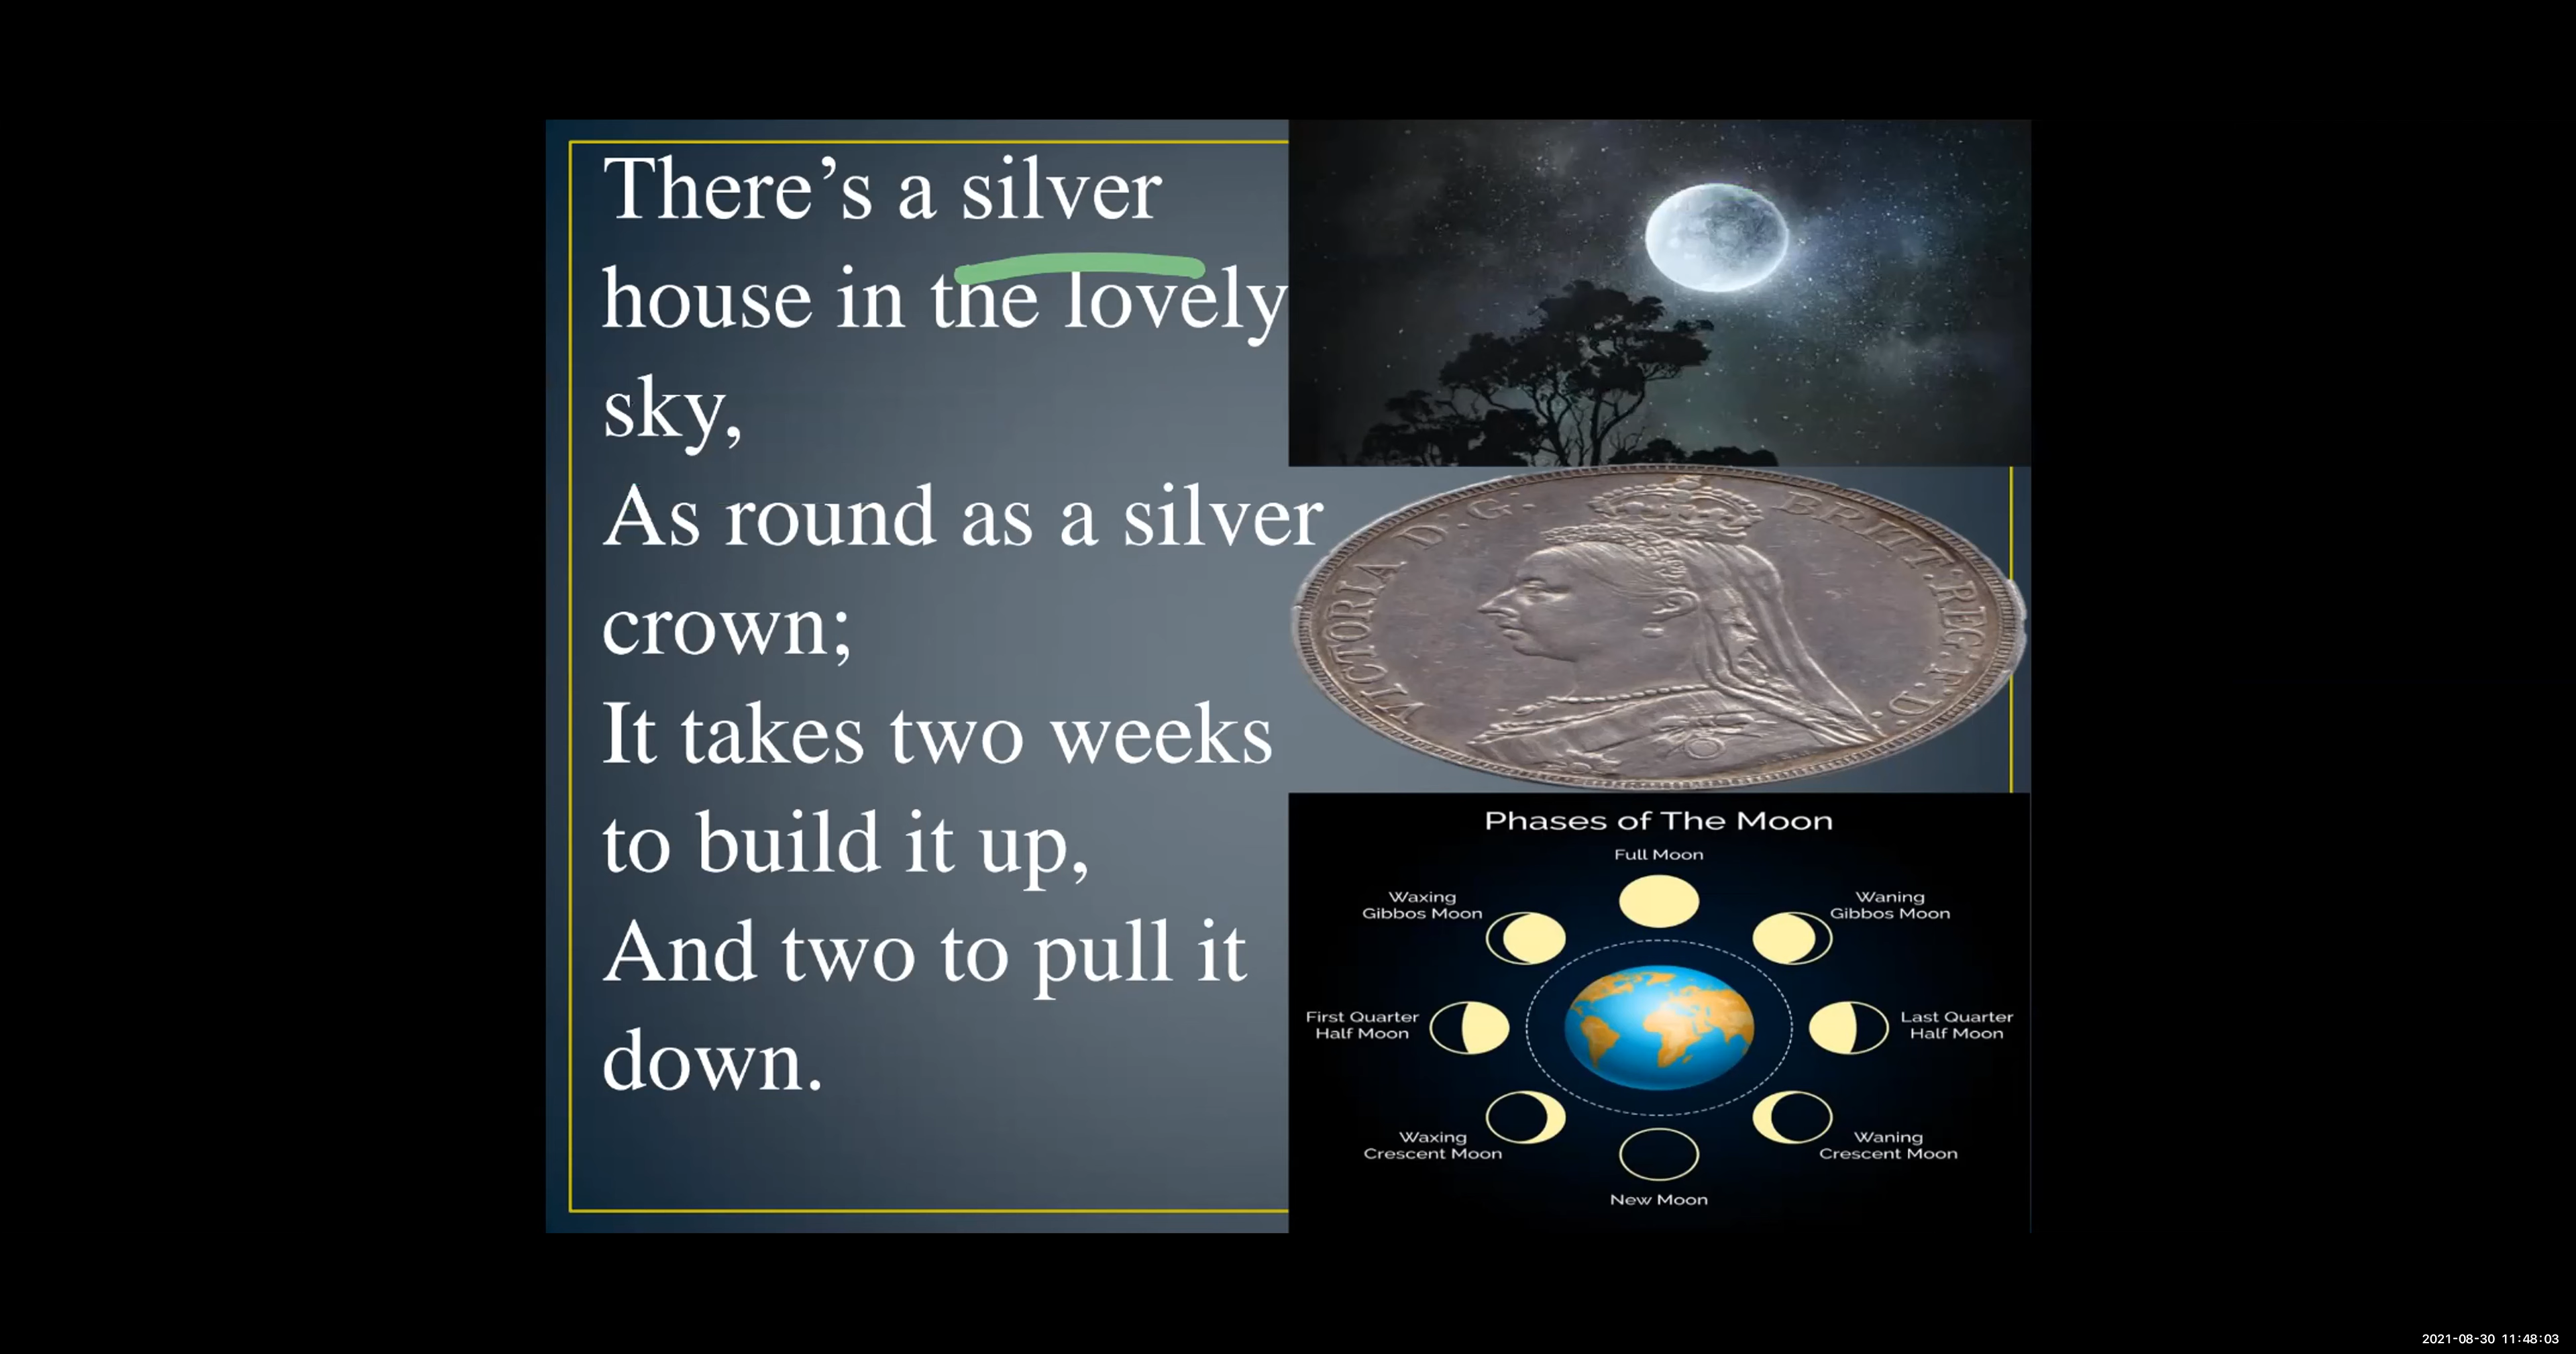 There’s a silver
house in the lovely
sky,
As round as a silver
crown;
It takes two weeks
to build it up,
And two to pull it
down.
VICTORIA D·G· BRITT·REG·F·D·
Phases of The Moon
Full Moon
Waxing
Gibbos Moon
Waning
Gibbos Moon
First Quarter
Half Moon
Last Quarter
Half Moon
Waxing
Crescent Moon
Waning
Crescent Moon
New Moon
2021-08-30 11:48:03